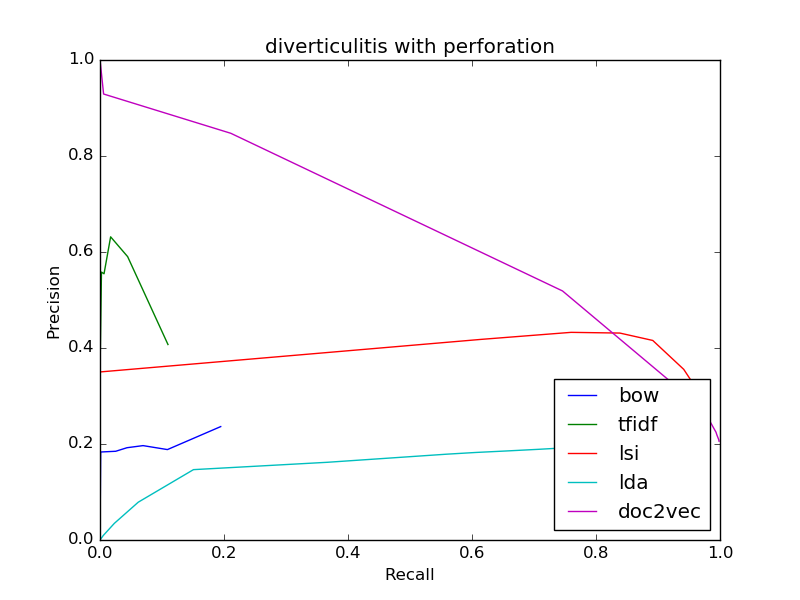 diverticulitis with perforation
1.0
0.8
0.6
0.4
0.2
0.0
Precision
bow
tfidf
lsi
lda
doc2vec
0.0 0.2 0.4 0.6 0.8 1.0
Recall